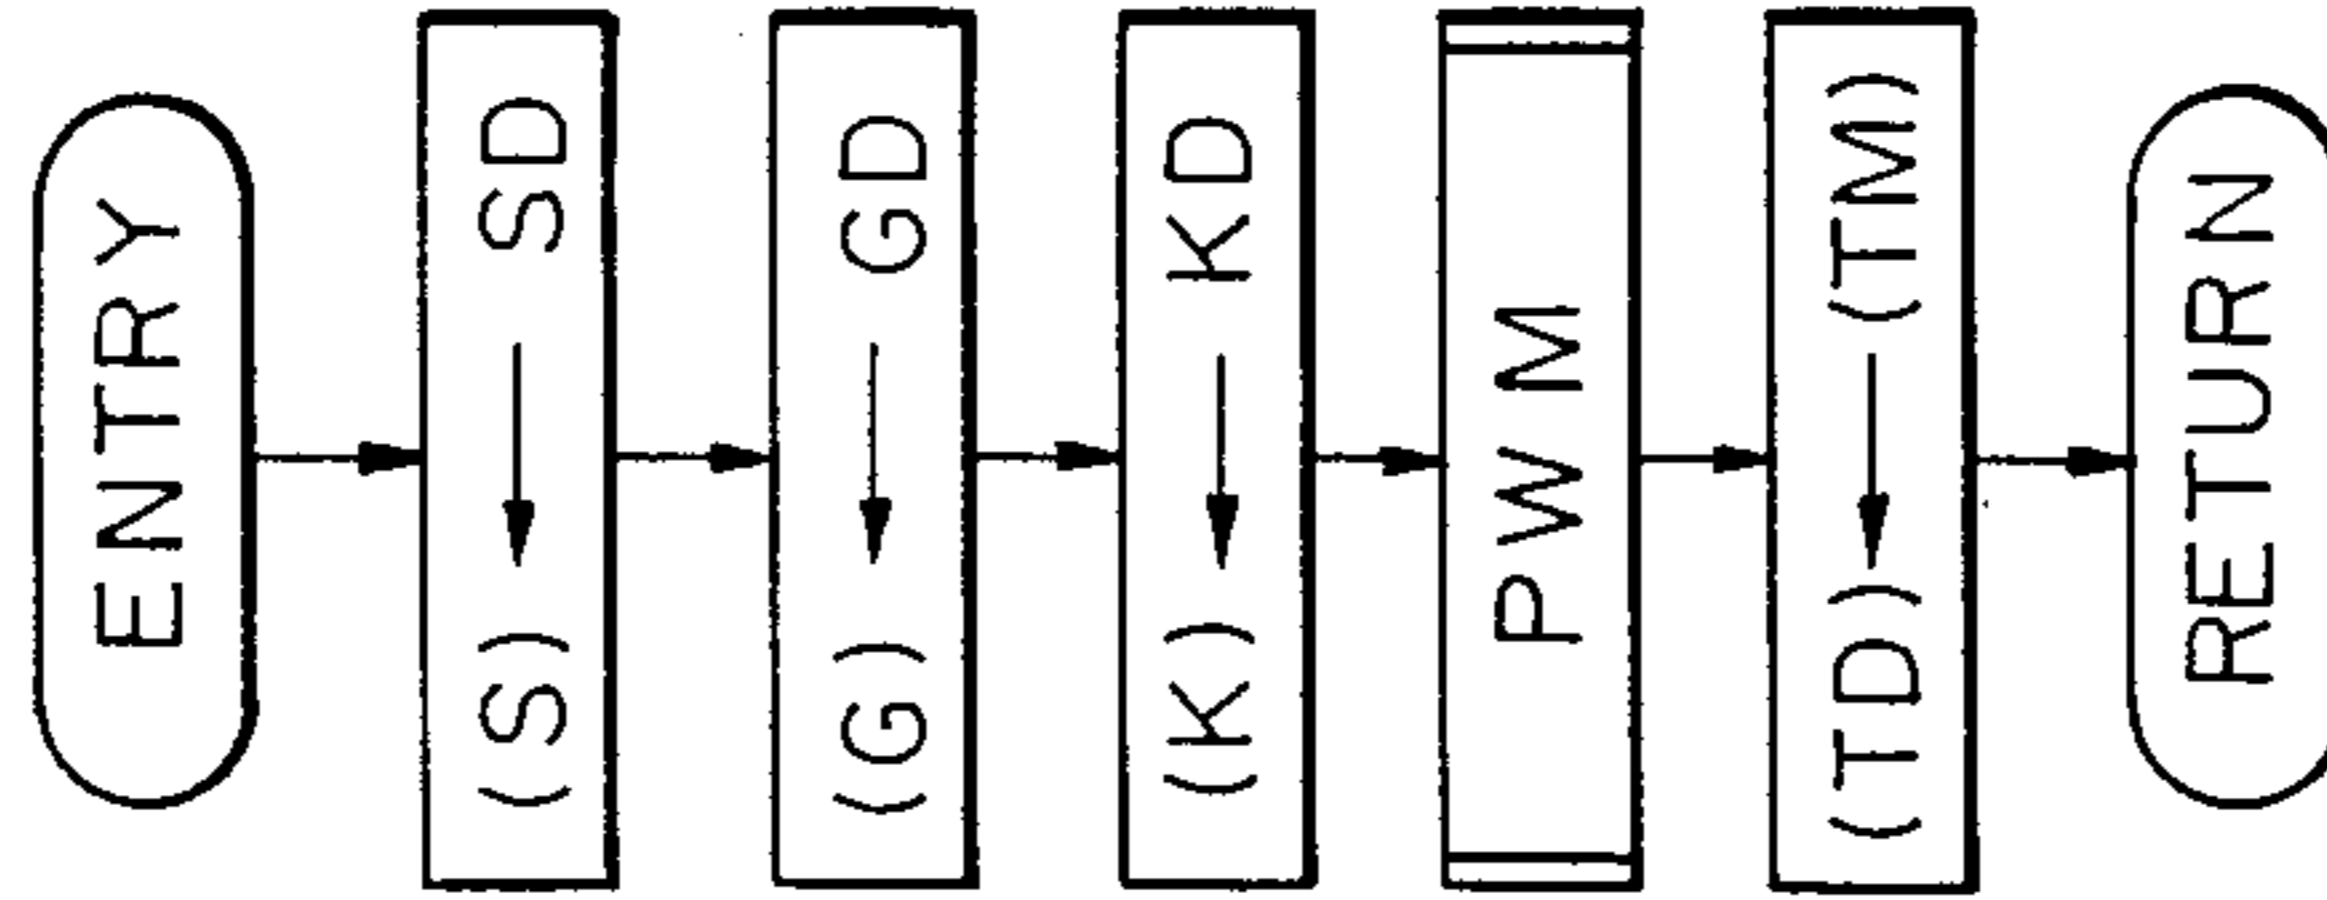 ENTRY
(S) ← SD
(G) ← GD
(K) ← KD
PWM
(TD) ← (TM)
RETURN